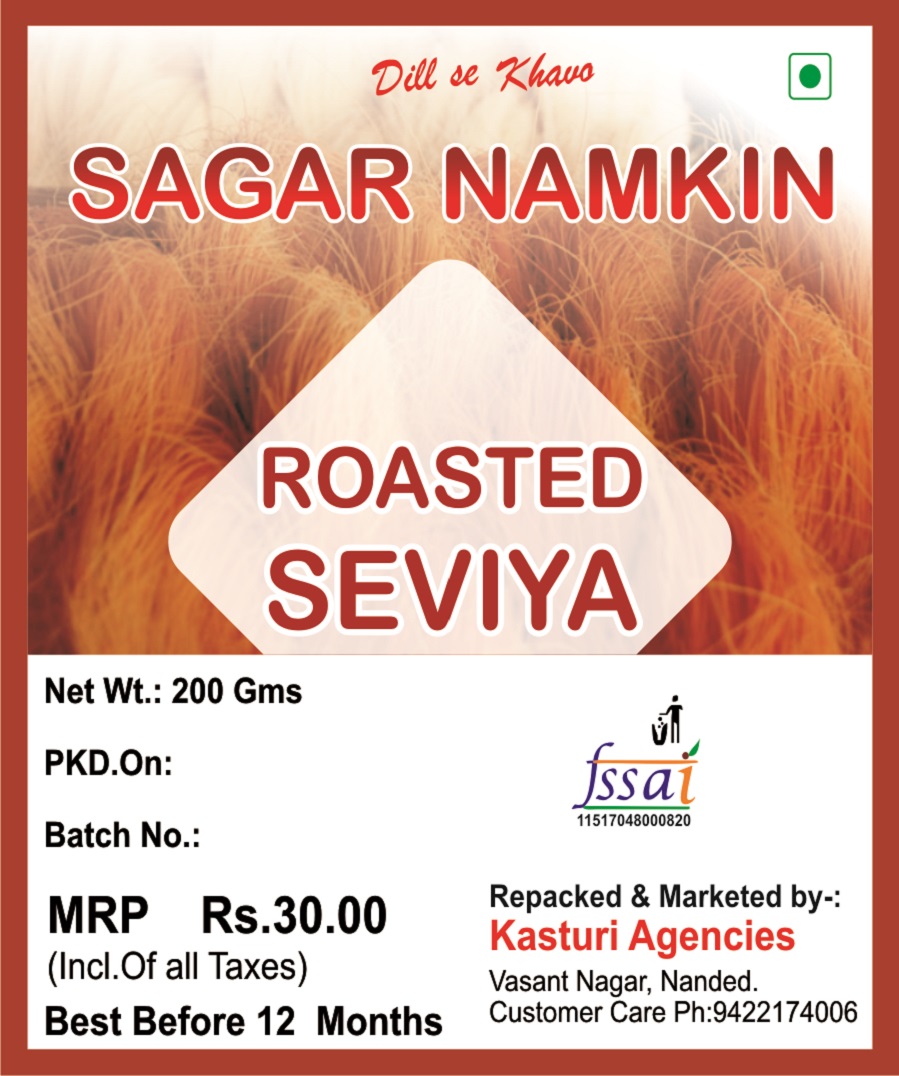 Dill se Khavo
SAGAR NAMKIN
ROASTED
SEVIYA
Net Wt.: 200 Gms
PKD.On:
Batch No.:
MRP Rs.30.00
(Incl.Of all Taxes)
Best Before 12 Months
fssai
11517048000820
Repacked & Marketed by-:
Kasturi Agencies
Vasant Nagar, Nanded.
Customer Care Ph:9422174006